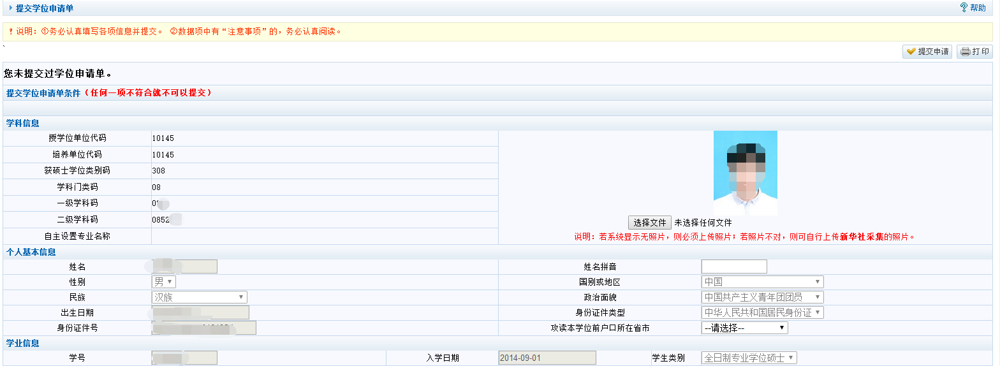 提交学位申请单 帮助
说明：①务必认真填写各项信息并提交。 ②数据项中有“注意事项”的，务必认真阅读。
、
提交申请 打 印
您未提交过学位申请单。
提交学位申请单条件（任何一项不符合就不可以提交）
学科信息
授学位单位代码 10145
培养单位代码 10145
获硕士学位类别码 308
学科门类码 08
一级学科码
二级学科码 0852
自主设置专业名称
选择文件 未选择任何文件
说明：若系统显示无照片，则必须上传照片；若照片不对，则可自行上传新华社采集的照片。
个人基本信息
姓名 姓名拼音
性别 男 国别或地区 中国
民族 汉族 政治面貌 中国共产主义青年团团员
出生日期 身份证件类型 中华人民共和国居民身份证
身份证件号 攻读本学位前户口所在省市 --请选择--
学业信息
学号 入学日期 2014-09-01 学生类别 全日制专业学位硕士